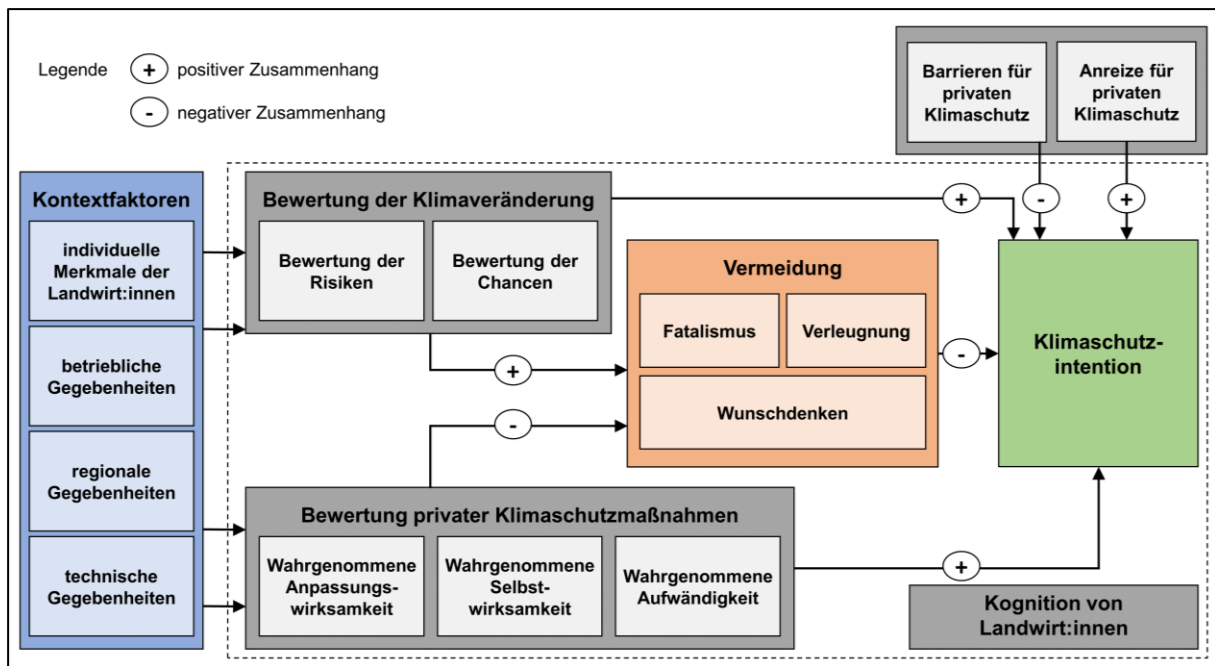 Legende
+ positiver Zusammenhang
- negativer Zusammenhang
Barrieren für
privaten
Klimaschutz
Anreize für
privaten
Klimaschutz
Kontextfaktoren
individuelle
Merkmale der
Landwirt:innen
betriebliche
Gegebenheiten
regionale
Gegebenheiten
technische
Gegebenheiten
Bewertung der Klimaveränderung
Bewertung der
Risiken
Bewertung der
Chancen
+
-
+
Vermeidung
Fatalismus
Verleugnung
Wunschdenken
+
-
-
Klimaschutz-
intention
Bewertung privater Klimaschutzmaßnahmen
Wahrgenommene
Anpassungs-
wirksamkeit
Wahrgenommene
Selbst-
wirksamkeit
Wahrgenommene
Aufwändigkeit
+
Kognition von
Landwirt:innen